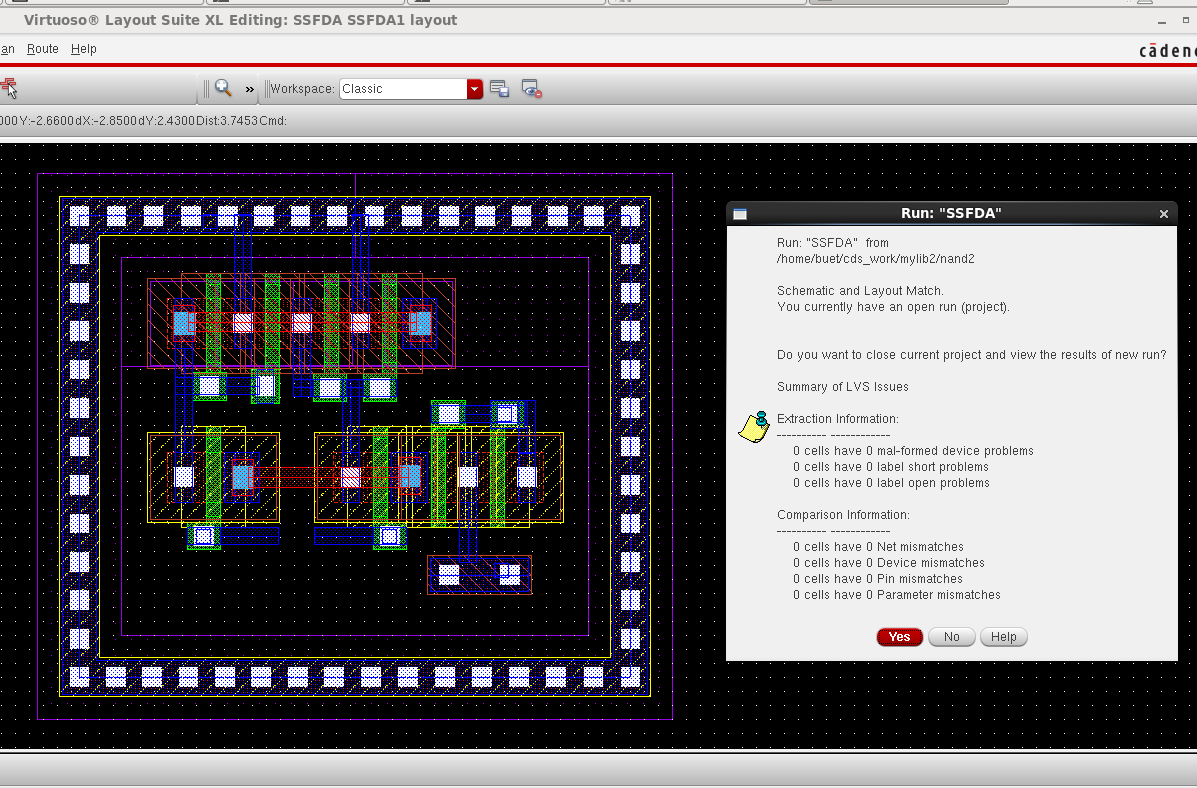 Virtuoso® Layout Suite XL Editing: SSFDA SSFDA1 layout
an Route Help
cādenc
» Workspace: Classic
000Y:-2.6600dX:-2.8500dY:2.4300Dist:3.7453Cmd:
Run: "SSFDA"
Run: "SSFDA" from
/home/buet/cds_work/mylib2/nand2
Schematic and Layout Match.
You currently have an open run (project).
Do you want to close current project and view the results of new run?
Summary of LVS Issues
Extraction Information:
---------- ------------
0 cells have 0 mal-formed device problems
0 cells have 0 label short problems
0 cells have 0 label open problems
Comparison Information:
---------- ------------
0 cells have 0 Net mismatches
0 cells have 0 Device mismatches
0 cells have 0 Pin mismatches
0 cells have 0 Parameter mismatches
Yes No Help